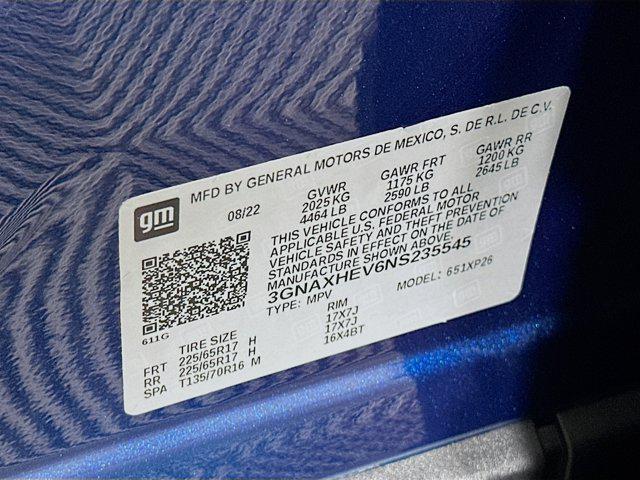 MFD BY GENERAL MOTORS DE MEXICO, S. DE R.L. DE C.V.
gm
08/22
GVWR
2025 KG
4464 LB
GAWR FRT
1175 KG
2590 LB
GAWR RR
1200 KG
2645 LB
THIS VEHICLE CONFORMS TO ALL
APPLICABLE U.S. FEDERAL MOTOR
VEHICLE SAFETY AND THEFT PREVENTION
STANDARDS IN EFFECT ON THE DATE OF
MANUFACTURE SHOWN ABOVE.
3GNAXHEV6NS235545
TYPE: MPV
MODEL: 651XP26
611G
TIRE SIZE
RIM
FRT 225/65R17 H 17X7J
RR 225/65R17 H 17X7J
SPA T135/70R16 M 16X4BT